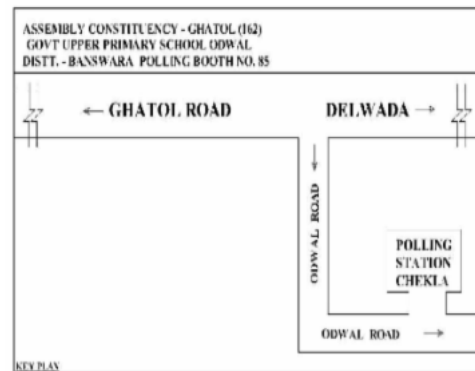 ASSEMBLY CONSTITUENCY - GHATOL (162)
GOVT UPPER PRIMARY SCHOOL ODWAL
DISTT. - BANSWARA POLLING BOOTH NO. 85
← GHATOL ROAD
DELWADA →
ODWAL ROAD
POLLING
STATION
CHEKLA
ODWAL ROAD →
KEY PLAN